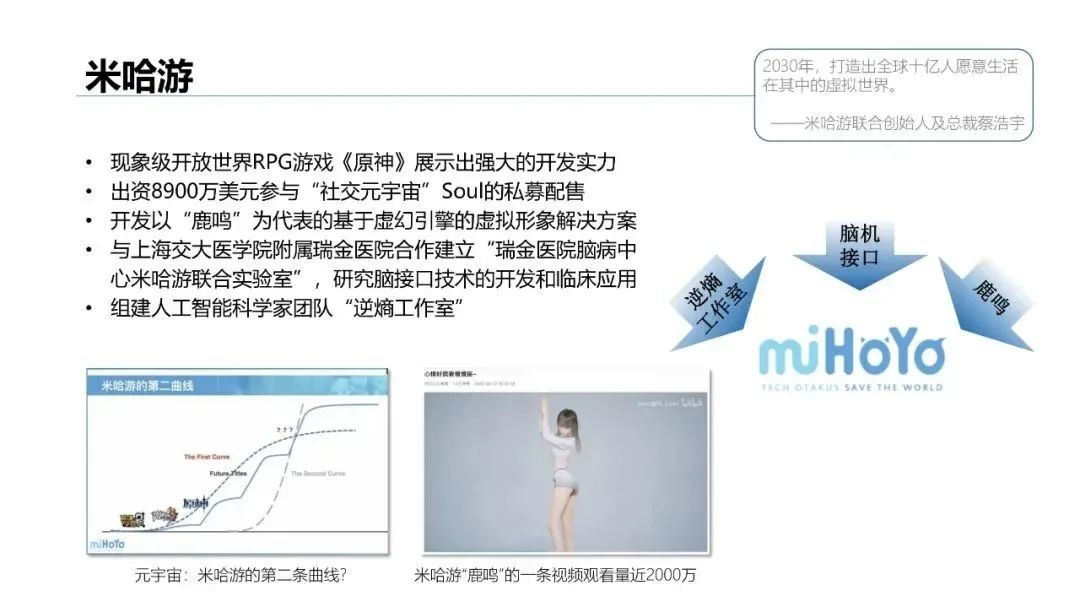 米哈游
2030年，打造出全球十亿人愿意生活
在其中的虚拟世界。
——米哈游联合创始人及总裁蔡浩宇
• 现象级开放世界RPG游戏《原神》展示出强大的开发实力
• 出资8900万美元参与“社交元宇宙”Soul的私募配售
• 开发以“鹿鸣”为代表的基于虚幻引擎的虚拟形象解决方案
• 与上海交大医学院附属瑞金医院合作建立“瑞金医院脑病中
心米哈游联合实验室”，研究脑接口技术的开发和临床应用
• 组建人工智能科学家团队“逆熵工作室”
脑机
接口
逆熵
工作室
鹿鸣
miHoYo
TECH OTAKUS SAVE THE WORLD
米哈游的第二曲线
? ? ?
The First Curve
Future Titles
The Second Curve
原神
miHoYo
bilibili
元宇宙：米哈游的第二条曲线？
米哈游“鹿鸣”的一条视频观看量近2000万